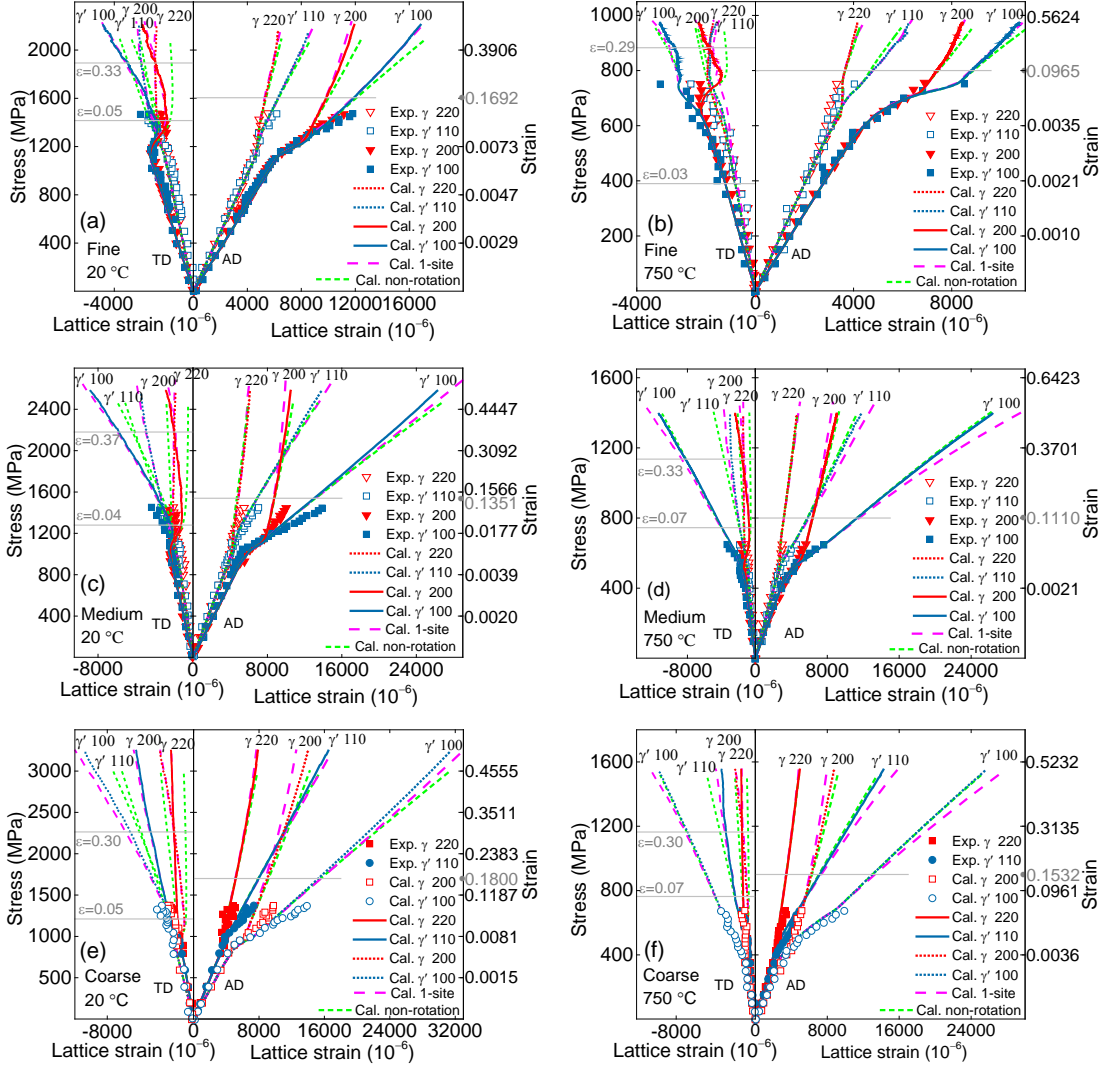 γ′ 100
γ′ 110
γ 200
γ 220
γ 220
γ′ 110
γ 200
γ′ 100
2200
2000
1600
1200
800
400
Stress (MPa)
ε=0.33
ε=0.05
0.3906
0.1692
0.0073
0.0047
0.0029
Strain
Exp. γ 220
Exp. γ′ 110
Exp. γ 200
Exp. γ′ 100
Cal. γ 220
Cal. γ′ 110
Cal. γ 200
Cal. γ′ 100
Cal. 1-site
Cal. non-rotation
(a)
Fine
20 °C
TD
AD
-4000
0
4000
8000
12000
16000
Lattice strain (10⁻⁶)
Lattice strain (10⁻⁶)
γ′ 100
γ 200
γ 220
γ′ 110
γ 220
γ′ 110
γ 200
γ′ 100
1000
900
800
700
600
500
400
300
200
100
Stress (MPa)
ε=0.29
ε=0.03
0.5624
0.0965
0.0035
0.0021
0.0010
Strain
Exp. γ 220
Exp. γ′ 110
Exp. γ 200
Exp. γ′ 100
Cal. γ 220
Cal. γ′ 110
Cal. γ 200
Cal. γ′ 100
Cal. 1-site
Cal. non-rotation
(b)
Fine
750 °C
TD
AD
-4000
0
4000
8000
Lattice strain (10⁻⁶)
Lattice strain (10⁻⁶)
γ′ 100
γ 200
γ′ 110
γ 220
γ 220
γ 200
γ′ 110
γ′ 100
2400
2000
1600
1200
800
400
Stress (MPa)
ε=0.37
ε=0.04
0.4447
0.3092
0.1566
0.1351
0.0177
0.0039
0.0020
Strain
Exp. γ 220
Exp. γ′ 110
Exp. γ 200
Exp. γ′ 100
Cal. γ 220
Cal. γ′ 110
Cal. γ 200
Cal. γ′ 100
Cal. 1-site
Cal. non-rotation
(c)
Medium
20 °C
TD
AD
-8000
0
8000
16000
24000
Lattice strain (10⁻⁶)
Lattice strain (10⁻⁶)
γ′ 100
γ′ 110
γ 200
γ 220
γ 220
γ 200
γ′ 110
γ′ 100
1600
1200
800
400
Stress (MPa)
ε=0.33
ε=0.07
0.6423
0.3701
0.1110
0.0021
Strain
Exp. γ 220
Exp. γ′ 110
Exp. γ 200
Exp. γ′ 100
Cal. γ 220
Cal. γ′ 110
Cal. γ 200
Cal. γ′ 100
Cal. 1-site
Cal. non-rotation
(d)
Medium
750 °C
TD
AD
-8000
0
8000
16000
24000
Lattice strain (10⁻⁶)
Lattice strain (10⁻⁶)
γ′ 100
γ′ 110
γ 200
γ 220
γ 220
γ 200
γ′ 110
γ′ 100
3000
2500
2000
1500
1000
500
Stress (MPa)
ε=0.30
ε=0.05
0.4555
0.3511
0.2383
0.1800
0.1187
0.0081
0.0015
Strain
Exp. γ 220
Exp. γ′ 110
Cal. γ 200
Cal. γ′ 100
Cal. γ 220
Cal. γ′ 110
Cal. γ 200
Cal. γ′ 100
Cal. 1-site
Cal. non-rotation
(e)
Coarse
20 °C
TD
AD
-8000
0
8000
16000
24000
32000
Lattice strain (10⁻⁶)
Lattice strain (10⁻⁶)
γ′ 100
γ′ 110
γ 200
γ 220
γ 220
γ 200
γ′ 110
γ′ 100
1600
1200
800
400
Stress (MPa)
ε=0.30
ε=0.07
0.5232
0.3135
0.1532
0.0961
0.0036
Strain
Exp. γ 220
Exp. γ′ 110
Cal. γ 200
Cal. γ′ 100
Cal. γ 220
Cal. γ′ 110
Cal. γ 200
Cal. γ′ 100
Cal. 1-site
Cal. non-rotation
(f)
Coarse
750 °C
TD
AD
-8000
0
8000
16000
24000
Lattice strain (10⁻⁶)
Lattice strain (10⁻⁶)